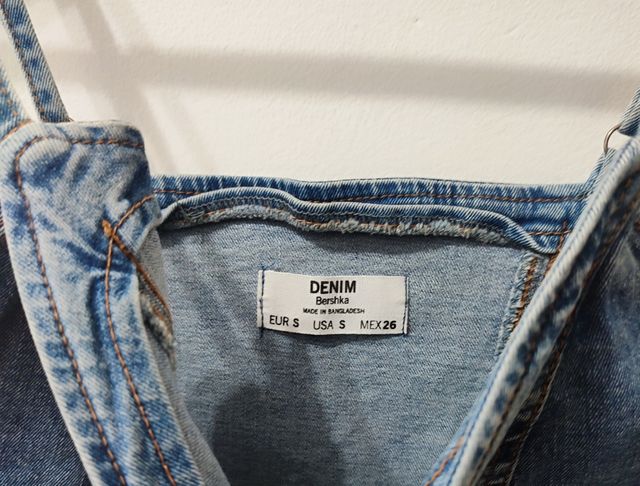 DENIM
Bershka
MADE IN BANGLADESH
EUR S USA S MEX 26